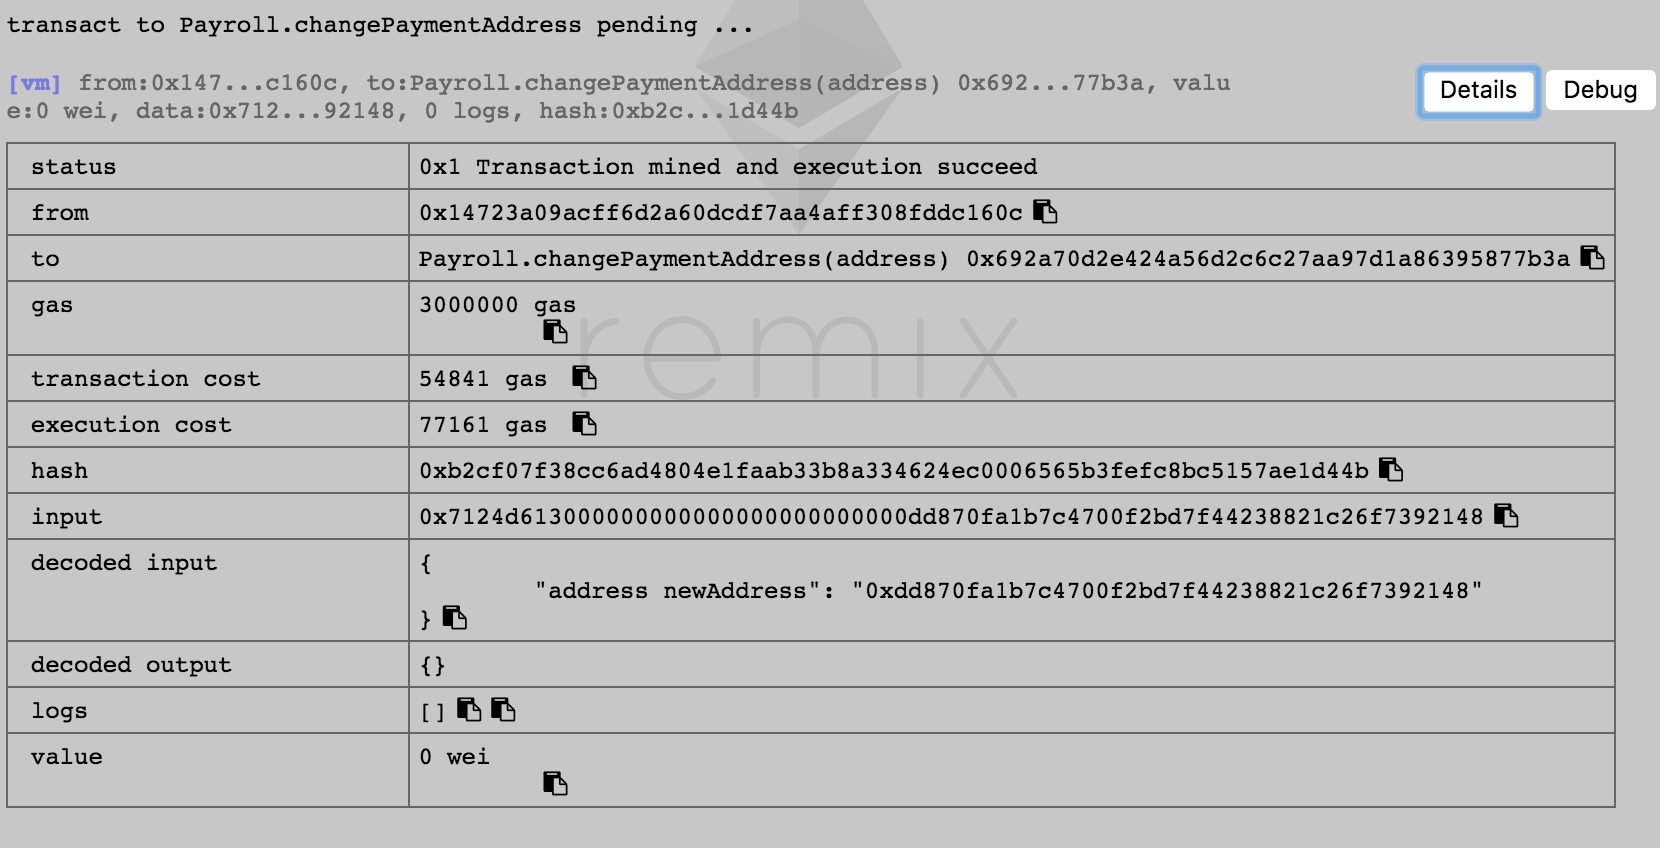 transact to Payroll.changePaymentAddress pending ...
[vm] from:0x147...c160c, to:Payroll.changePaymentAddress(address) 0x692...77b3a, valu
e:0 wei, data:0x712...92148, 0 logs, hash:0xb2c...1d44b
Details Debug
status 0x1 Transaction mined and execution succeed
from 0x14723a09acff6d2a60dcdf7aa4aff308fddc160c
to Payroll.changePaymentAddress(address) 0x692a70d2e424a56d2c6c27aa97d1a86395877b3a
gas 3000000 gas
remix
transaction cost 54841 gas
execution cost 77161 gas
hash 0xb2cf07f38cc6ad4804e1faab33b8a334624ec0006565b3fefc8bc5157ae1d44b
input 0x7124d613000000000000000000000000dd870fa1b7c4700f2bd7f44238821c26f7392148
decoded input {
"address newAddress": "0xdd870fa1b7c4700f2bd7f44238821c26f7392148"
}
decoded output {}
logs []
value 0 wei